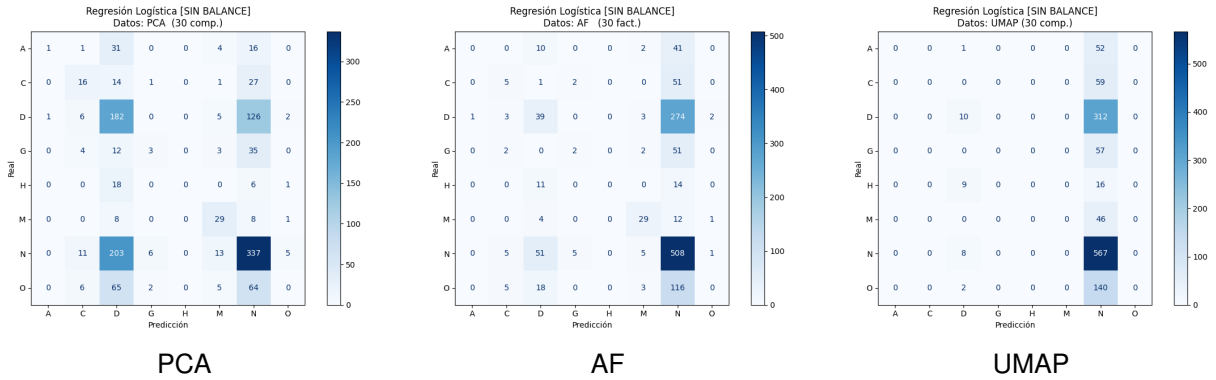 Regresión Logística [SIN BALANCE]
Datos: PCA (30 comp.)
A 1 1 31 0 0 4 16 0
C 0 16 14 1 0 1 27 0
D 1 6 182 0 0 5 126 2
G 0 4 12 3 0 3 35 0
H 0 0 18 0 0 0 6 1
M 0 0 8 0 0 29 8 1
N 0 11 203 6 0 13 337 5
O 0 6 65 2 0 5 64 0
A C D G H M N O
Real
Predicción
300
250
200
150
100
50
0
PCA
Regresión Logística [SIN BALANCE]
Datos: AF (30 fact.)
A 0 0 10 0 0 2 41 0
C 0 5 1 2 0 0 51 0
D 1 3 39 0 0 3 274 2
G 0 2 0 2 0 2 51 0
H 0 0 11 0 0 0 14 0
M 0 0 4 0 0 29 12 1
N 0 5 51 5 0 5 508 1
O 0 5 18 0 0 3 116 0
A C D G H M N O
Real
Predicción
500
400
300
200
100
0
AF
Regresión Logística [SIN BALANCE]
Datos: UMAP (30 comp.)
A 0 0 1 0 0 0 52 0
C 0 0 0 0 0 0 59 0
D 0 0 10 0 0 0 312 0
G 0 0 0 0 0 0 57 0
H 0 0 9 0 0 0 16 0
M 0 0 0 0 0 0 46 0
N 0 0 8 0 0 0 567 0
O 0 0 2 0 0 0 140 0
A C D G H M N O
Real
Predicción
500
400
300
200
100
0
UMAP